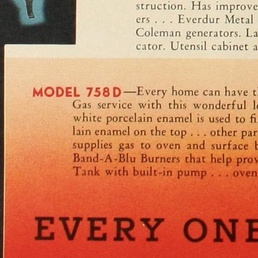 struction. Has improve
ers . . . Everdur Metal
Coleman generators. La
cator. Utensil cabinet a
MODEL 758D—Every home can have t
Gas service with this wonderful l
white porcelain enamel is used to fi
lain enamel on the top . . . other par
supplies gas to oven and surface b
Band-A-Blu Burners that help prov
Tank with built-in pump . . . oven
EVERY ONE